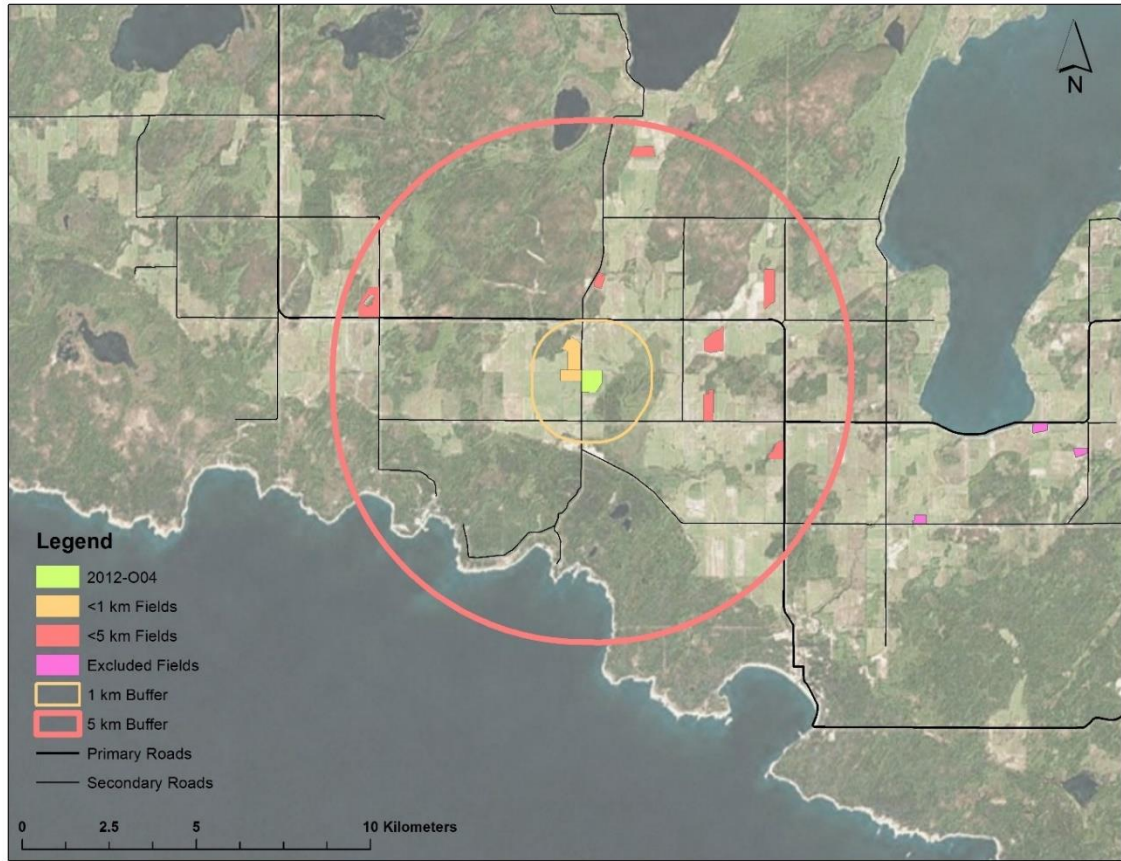 N
Legend
2012-O04
<1 km Fields
<5 km Fields
Excluded Fields
1 km Buffer
5 km Buffer
Primary Roads
Secondary Roads
0 2.5 5 10 Kilometers